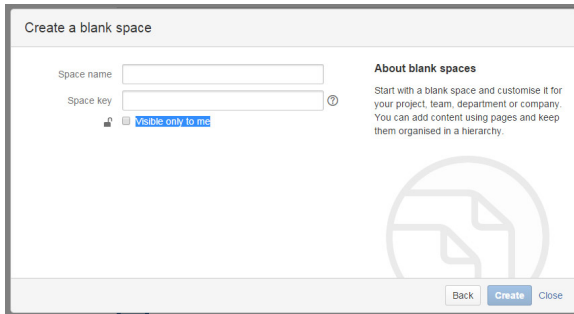 Create a blank space
Space name
Space key
Visible only to me
About blank spaces
Start with a blank space and customise it for
your project, team, department or company.
You can add content using pages and keep
them organised in a hierarchy.
Back Create Close